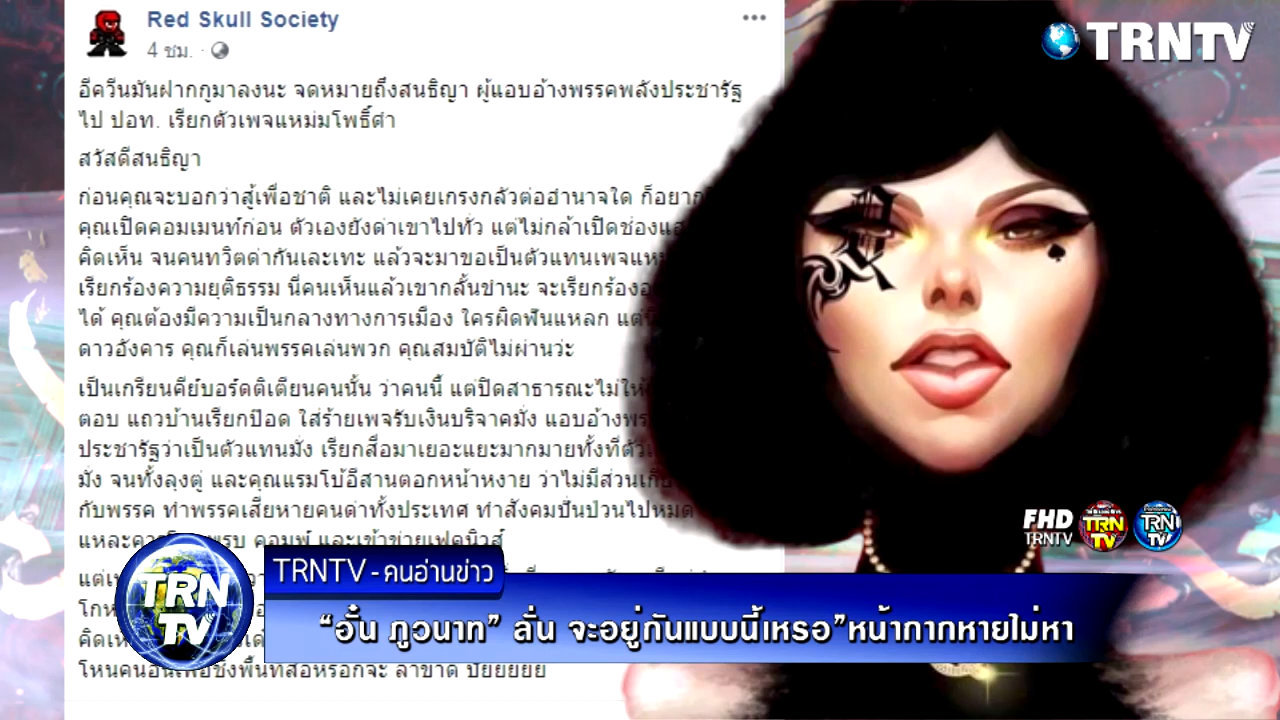 Red Skull Society
4 ชม.
TRNTV
อีควีนมันฝากกูมาลงนะ จดหมายถึงสนธิญา ผู้แอบอ้างพรรคพลังประชารัฐ
ไป ปอท. เรียกตัวเพจแหม่มโพธิ์ดำ
สวัสดีสนธิญา
ก่อนคุณจะบอกว่าสู้เพื่อชาติ และไม่เคยเกรงกลัวต่ออำนาจใด ก็อยาก
คุณเปิดคอมเมนท์ก่อน ตัวเองยังด่าเขาไปทั่ว แต่ไม่กล้าเปิดช่อง
คิดเห็น จนคนทวิตด่ากันเละเทะ แล้วจะมาขอเป็นตัวแทนเพจ
เรียกร้องความยุติธรรม นี่คนเห็นแล้วเขากลั้นขำนะ จะเรียกร้อง
ได้ คุณต้องมีความเป็นกลางทางการเมือง ใครผิดฟันแหลก
ดาวอังคาร คุณก็เล่นพรรคเล่นพวก คุณสมบัติไม่ผ่านว่ะ
เป็นเกรียนคีย์บอร์ดติเตียนคนนั้น ว่าคนนี้ แต่ปิดสาธารณะไม่ให้
ตอบ แถวบ้านเรียกป๊อด ใส่ร้ายเพจรับเงินบริจาคมั่ง แอบอ้าง
ประชารัฐว่าเป็นตัวแทนมั่ง เรียกสื่อมาเยอะแยะมากมายทั้งที่
มั่ง จนทั้งลุงตู่ และคุณแรมโบ้อีสานตอกหน้าหงาย ว่าไม่มีส่วน
กับพรรค ทำพรรคเสียหายคนด่าทั้งประเทศ ทำสังคมปั่นป่วนไปหมด
และเข้าข่ายเฟคนิวส์
ลาขาด บัยยยยย
FHD
TRNTV
TRN
TV
TRN
TV
TRN
TV
TRNTV - คนอ่านข่าว
“อั๋น ภูวนาท” ลั่น จะอยู่กันแบบนี้เหรอ”หน้ากากหายไม่หา